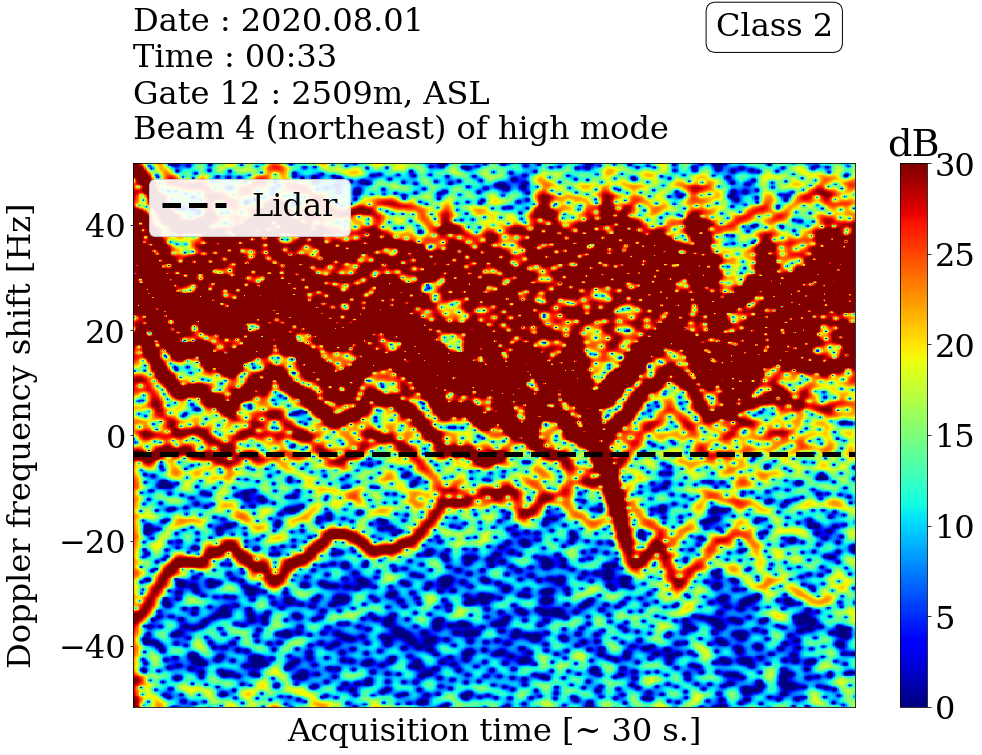 Date : 2020.08.01
Time : 00:33
Gate 12 : 2509m, ASL
Beam 4 (northeast) of high mode
Class 2
dB
Lidar
Doppler frequency shift [Hz]
40
20
0
−20
−40
30
25
20
15
10
5
0
Acquisition time [~ 30 s.]